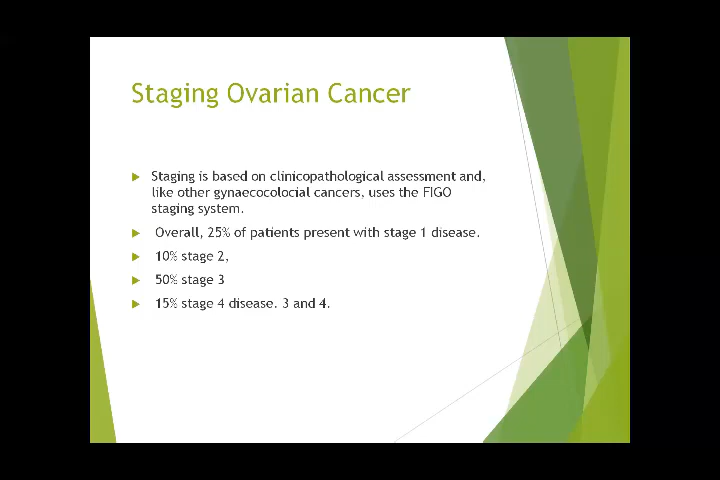 Staging Ovarian Cancer
Staging is based on clinicopathological assessment and,
like other gynaecocolocial cancers, uses the FIGO
staging system.
Overall, 25% of patients present with stage 1 disease.
10% stage 2,
50% stage 3
15% stage 4 disease. 3 and 4.